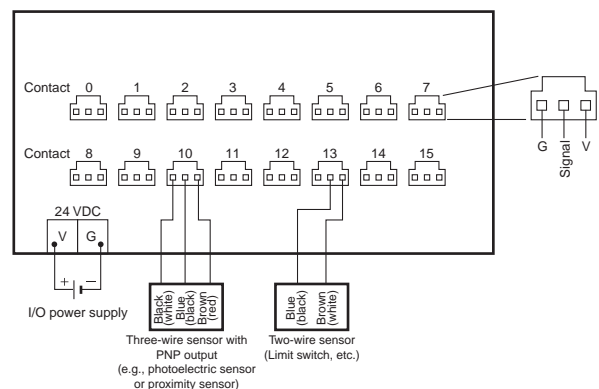 Contact 0 1 2 3 4 5 6 7
G Signal V
Contact 8 9 10 11 12 13 14 15
24 VDC
V G
+ −
I/O power supply
Black (white)
Blue (black)
Brown (red)
Three-wire sensor with
PNP output
(e.g., photoelectric sensor
or proximity sensor)
Blue (black)
Brown (white)
Two-wire sensor
(Limit switch, etc.)